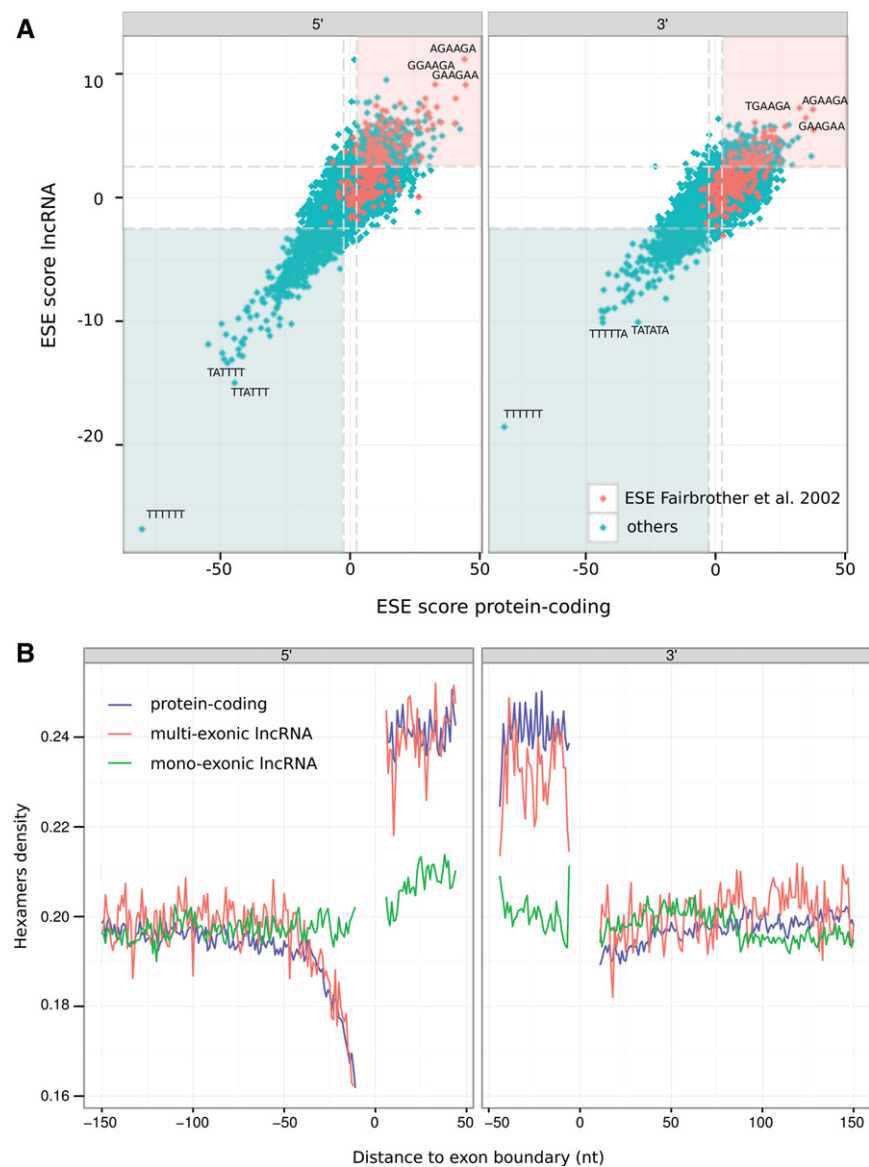 A
5'
3'
AGAAGA
GGAAGA
GAAGAA
TGAAGA
AGAAGA
GAAGAA
10
0
-10
-20
ESE score lncRNA
TATTTT
TTATTT
TTTTTT
TTTTTA
TATATA
TTTTTT
ESE Fairbrother et al. 2002
others
-50
0
50
-50
0
50
ESE score protein-coding
B
5'
3'
protein-coding
multi-exonic lncRNA
mono-exonic lncRNA
0.24
0.22
0.20
0.18
0.16
Hexamers density
−150
−100
−50
0
50
−50
0
50
100
150
Distance to exon boundary (nt)